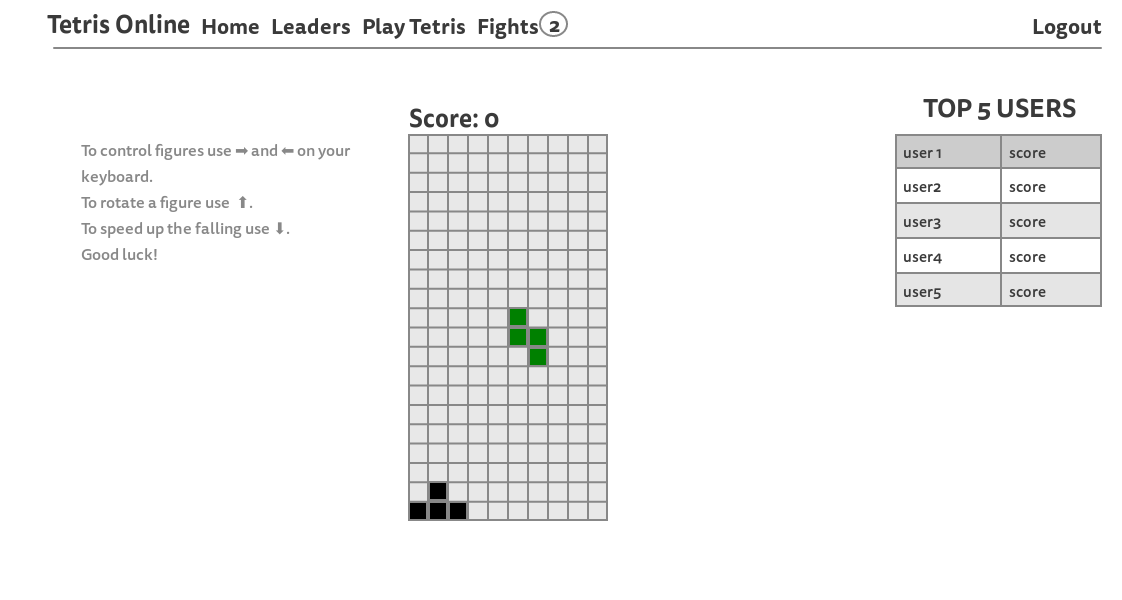 Tetris Online Home Leaders Play Tetris Fights 2 Logout
Score: 0
TOP 5 USERS
To control figures use ➡ and ⬅ on your
keyboard.
To rotate a figure use ⬆.
To speed up the falling use ⬇.
Good luck!
user 1 score
user2 score
user3 score
user4 score
user5 score